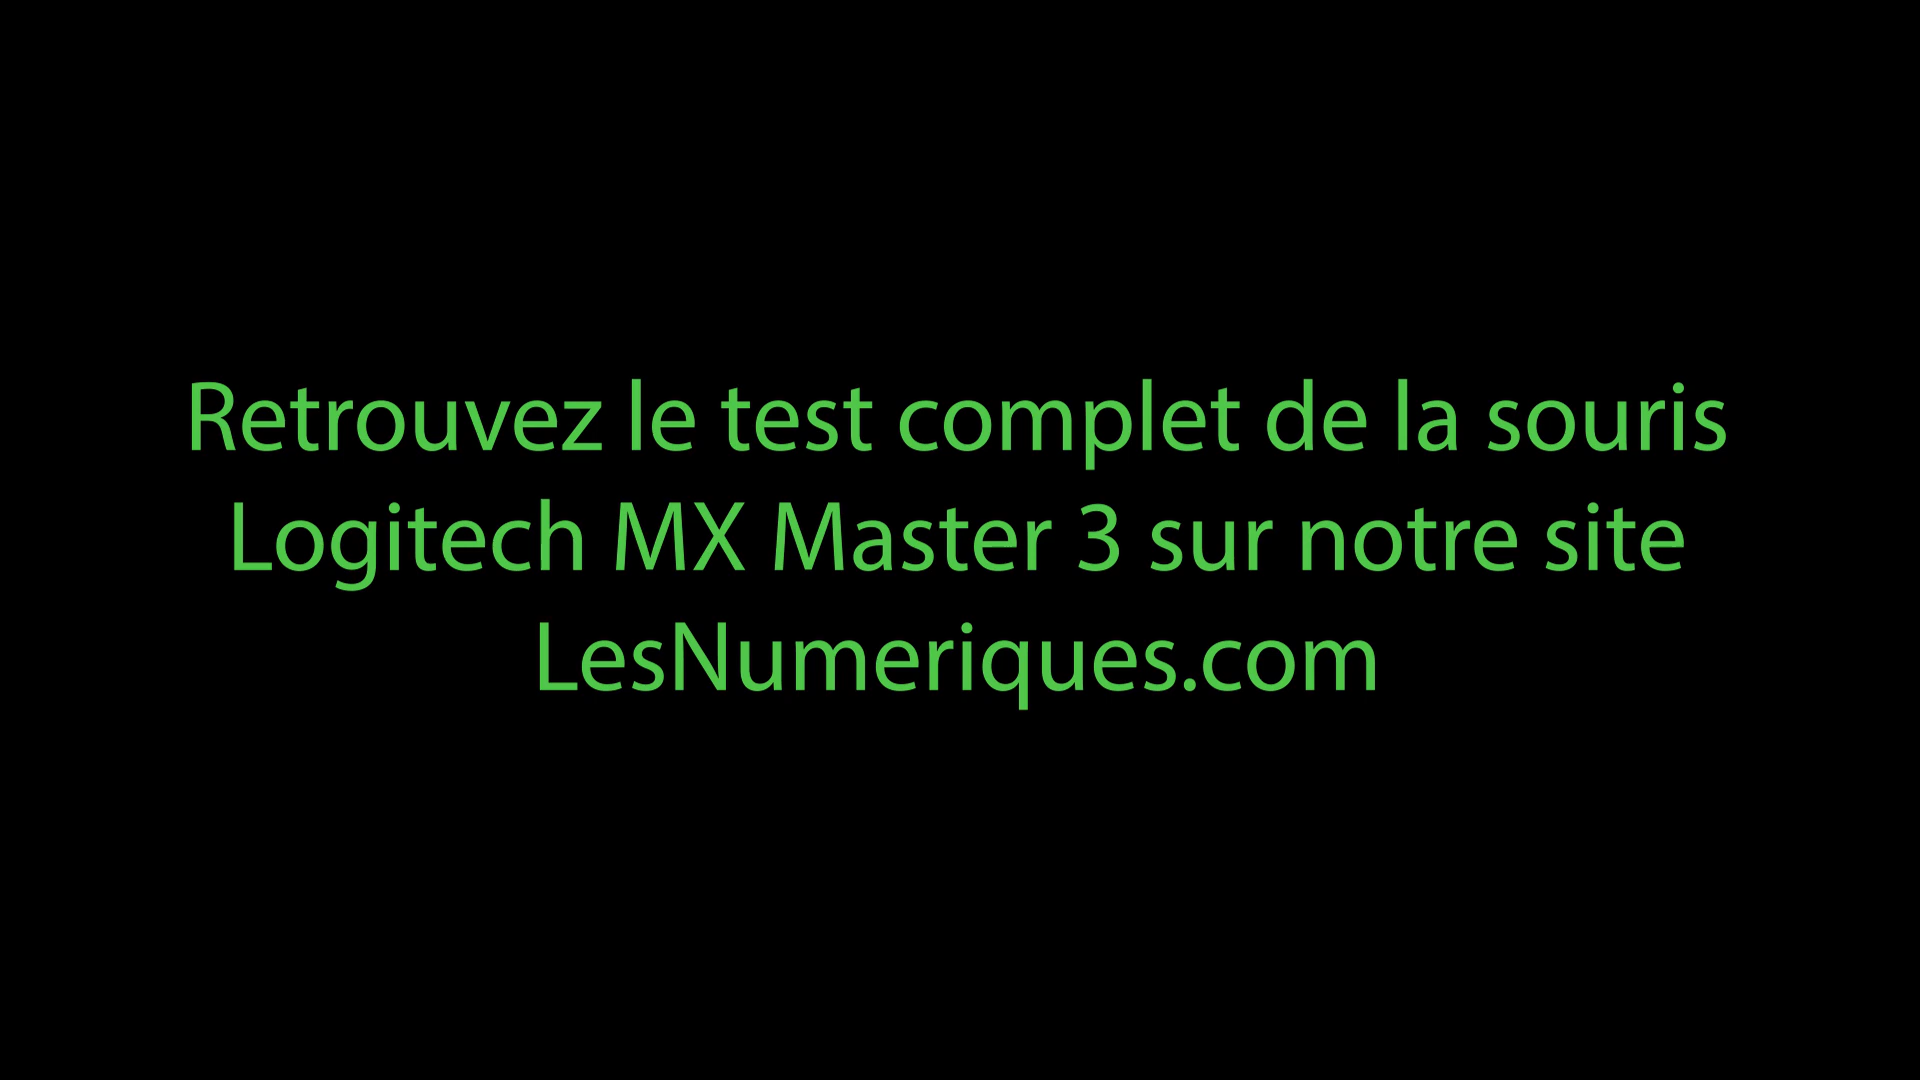 Retrouvez le test complet de la souris
Logitech MX Master 3 sur notre site
LesNumeriques.com